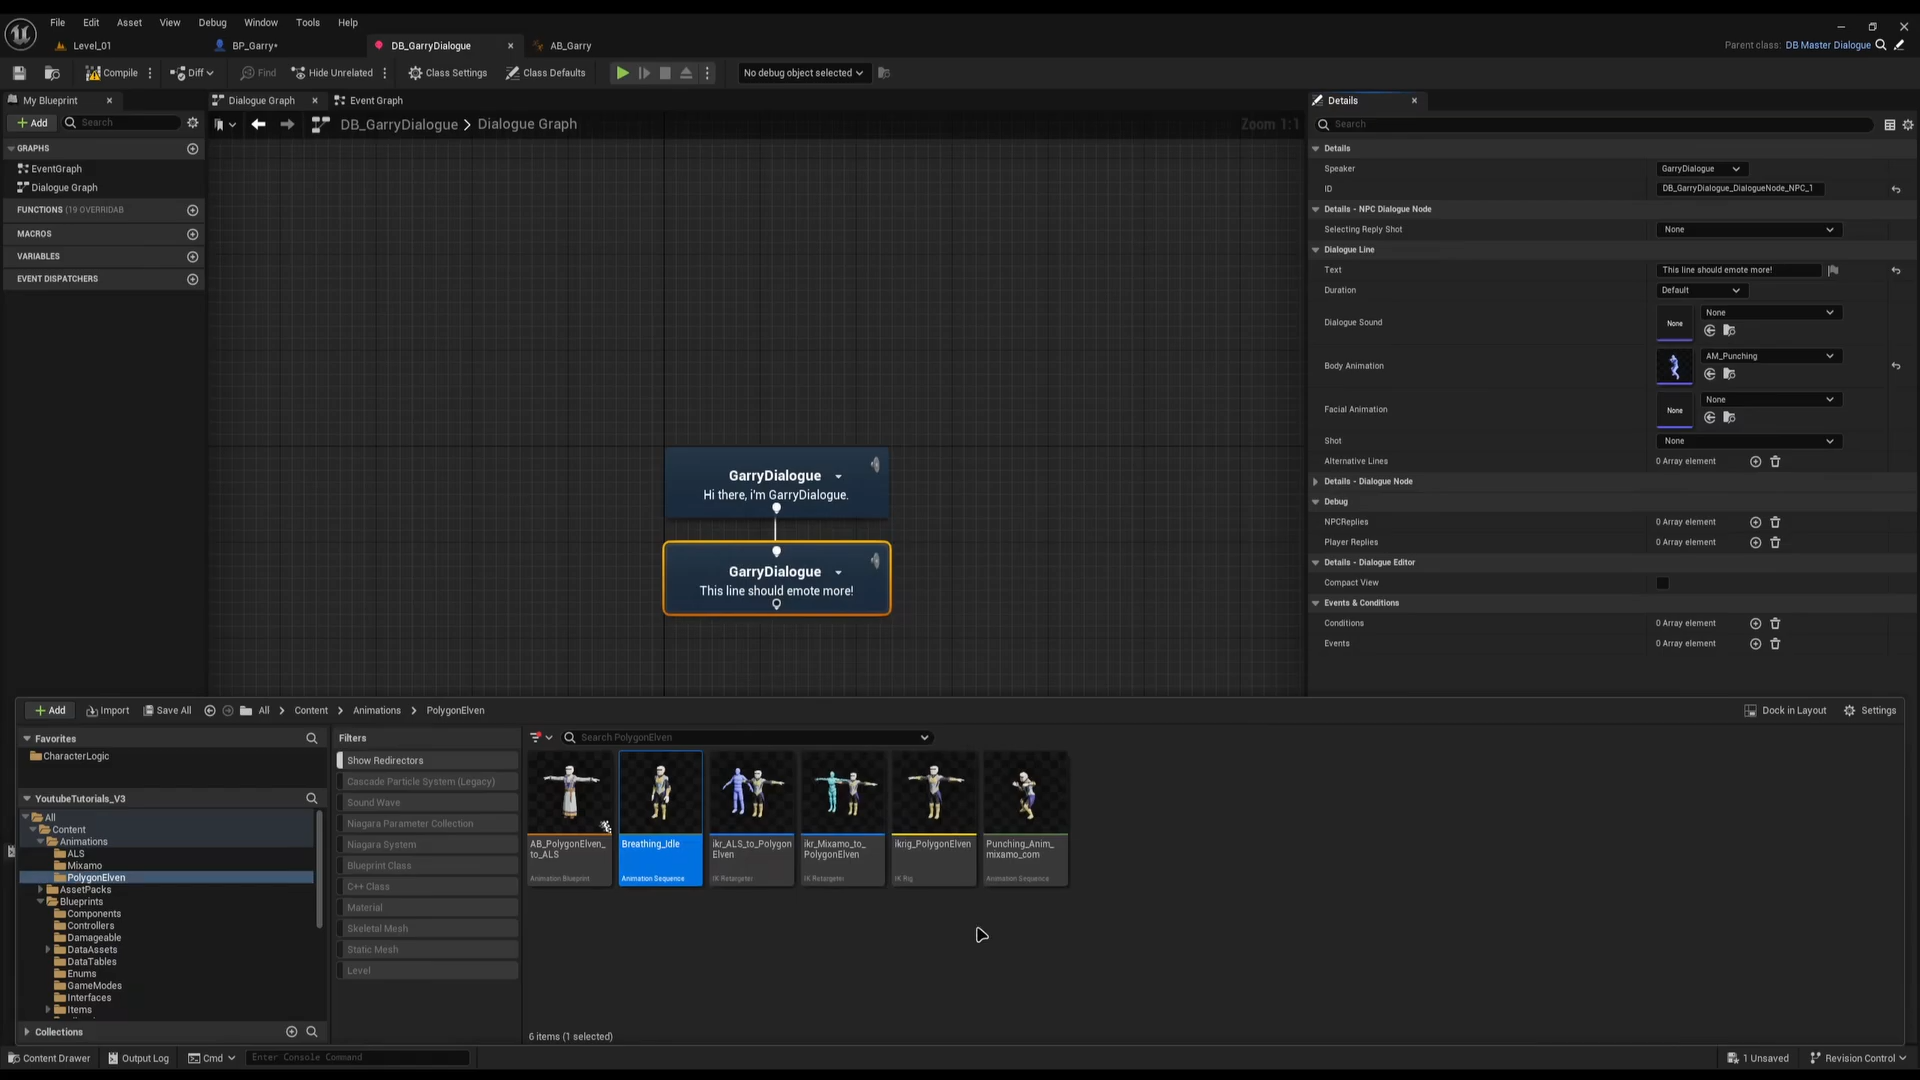 File Edit Asset View Debug Window Tools Help
Level_01 BP_Garry* DB_GarryDialogue AB_Garry
Parent class: DB Master Dialogue
Compile Diff Find Hide Unrelated Class Settings Class Defaults No debug object selected
My Blueprint
Add Search
GRAPHS
EventGraph
Dialogue Graph
FUNCTIONS (19 OVERRIDAB
MACROS
VARIABLES
EVENT DISPATCHERS
Dialogue Graph Event Graph
DB_GarryDialogue Dialogue Graph Zoom 1:1
GarryDialogue
Hi there, i'm GarryDialogue.
GarryDialogue
This line should emote more!
Details
Search
Details
Speaker GarryDialogue
ID DB_GarryDialogue_DialogueNode_NPC_1
Details - NPC Dialogue Node
Selecting Reply Shot None
Dialogue Line
Text This line should emote more!
Duration Default
Dialogue Sound None None
Body Animation AM_Punching
Facial Animation None None
Shot None
Alternative Lines 0 Array element
Details - Dialogue Node
Debug
NPCReplies 0 Array element
Player Replies 0 Array element
Details - Dialogue Editor
Compact View
Events & Conditions
Conditions 0 Array element
Events 0 Array element
Add Import Save All All Content Animations PolygonElven Dock in Layout Settings
Favorites
CharacterLogic
YoutubeTutorials_V3
All
Content
Animations
ALS
Mixamo
PolygonElven
AssetPacks
Blueprints
Components
Controllers
Damageable
DataAssets
DataTables
Enums
GameModes
Interfaces
Items
Collections
Filters
Show Redirectors
Cascade Particle System (Legacy)
Sound Wave
Niagara Parameter Collection
Niagara System
Blueprint Class
C++ Class
Material
Skeletal Mesh
Static Mesh
Level
Search PolygonElven
AB_PolygonElven_
to_ALS
Animation Blueprint
Breathing_Idle
Animation Sequence
ikr_ALS_to_Polygon
Elven
IK Retargeter
ikr_Mixamo_to_
PolygonElven
IK Retargeter
ikrig_PolygonElven
IK Rig
Punching_Anim_
mixamo_com
Animation Sequence
6 items (1 selected)
Content Drawer Output Log Cmd Enter Console Command 1 Unsaved Revision Control